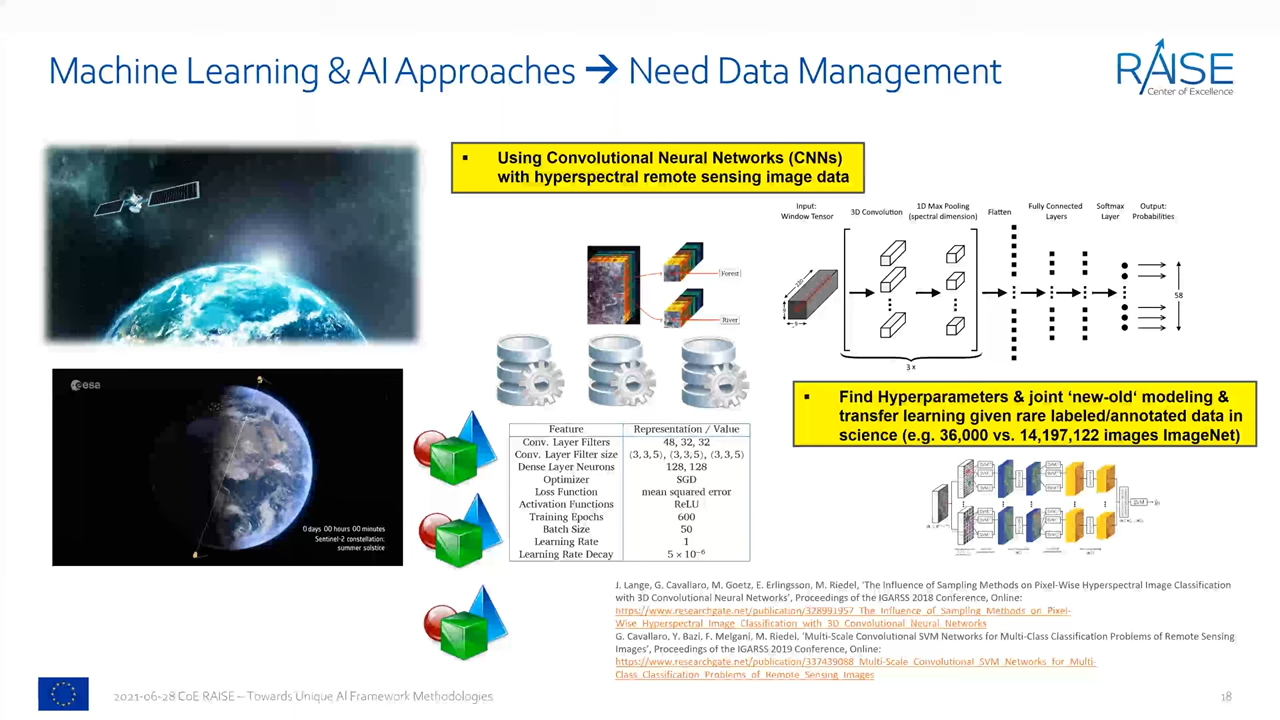 Machine Learning & AI Approaches → Need Data Management
RAISE
Center of Excellence
▪ Using Convolutional Neural Networks (CNNs)
with hyperspectral remote sensing image data
Forest
River
Input:
Window Tensor
3D Convolution
1D Max Pooling
(spectral dimension)
Flatten
Fully Connected
Layers
Softmax
Layer
Output:
Probabilities
58
3 x
esa
0 days 00 hours 00 minutes
Sentinel-2 constellation:
summer solstice
Feature Representation / Value
Conv. Layer Filters 48, 32, 32
Conv. Layer Filter size (3,3,5), (3,3,5), (3,3,5)
Dense Layer Neurons 128, 128
Optimizer SGD
Loss Function mean squared error
Activation Functions ReLU
Training Epochs 600
Batch Size 50
Learning Rate 1
Learning Rate Decay 5 × 10⁻⁶
▪ Find Hyperparameters & joint ‘new-old‘ modeling &
transfer learning given rare labeled/annotated data in
science (e.g. 36,000 vs. 14,197,122 images ImageNet)
J. Lange, G. Cavallaro, M. Goetz, E. Erlingsson, M. Riedel, ‘The Influence of Sampling Methods on Pixel-Wise Hyperspectral Image Classification
with 3D Convolutional Neural Networks’, Proceedings of the IGARSS 2018 Conference, Online:
https://www.researchgate.net/publication/328991957_The_Influence_of_Sampling_Methods_on_Pixel-
Wise_Hyperspectral_Image_Classification_with_3D_Convolutional_Neural_Networks
G. Cavallaro, Y. Bazi, F. Melgani, M. Riedel, ‘Multi-Scale Convolutional SVM Networks for Multi-Class Classification Problems of Remote Sensing
Images’, Proceedings of the IGARSS 2019 Conference, Online:
https://www.researchgate.net/publication/337439088_Multi-Scale_Convolutional_SVM_Networks_for_Multi-
Class_Classification_Problems_of_Remote_Sensing_Images
2021-06-28 CoE RAISE – Towards Unique AI Framework Methodologies
18